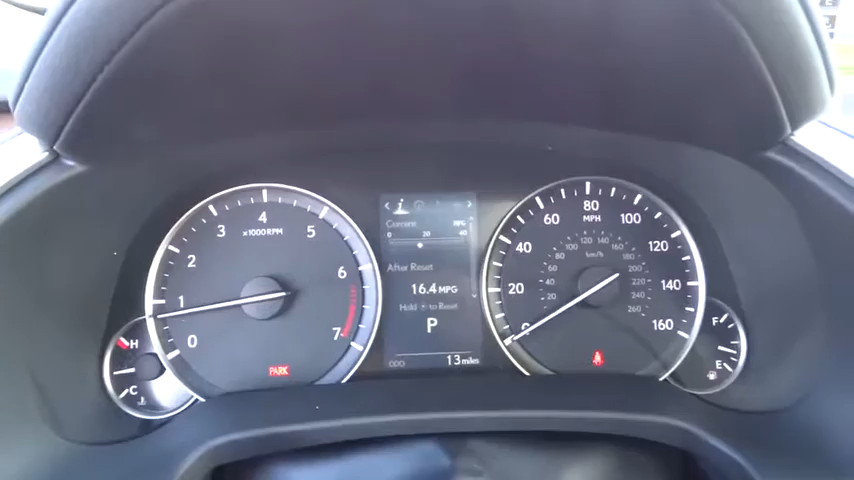 0 1 2 3 4 5 6 7
x1000RPM
H
C
PARK
i
Current MPG
0 20 40
After Reset
16.4 MPG
Hold to Reset
P
ODO 13 miles
0 20 40 60 80 100 120 140 160
MPH
20 40 60 80 100 120 140 160 180 200 220 240 260
km/h
F
E